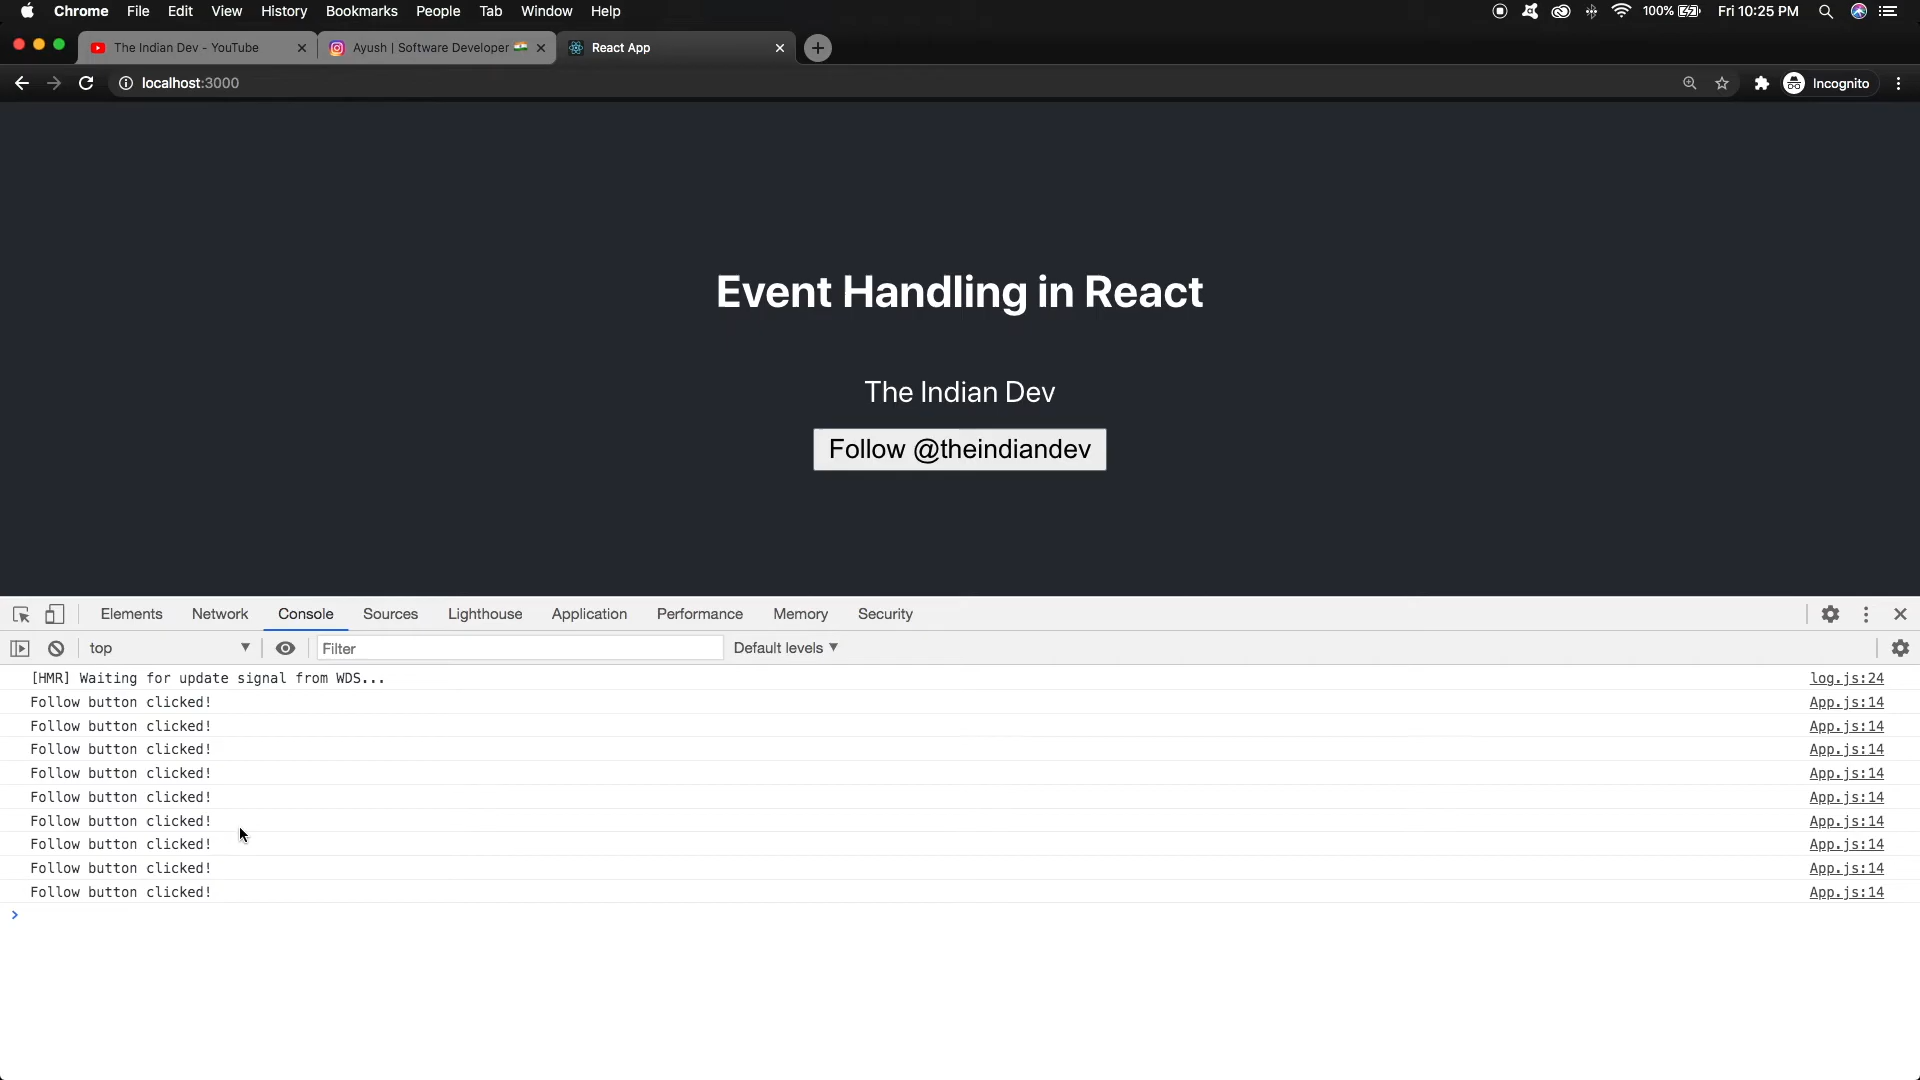 Chrome File Edit View History Bookmarks People Tab Window Help 100% Fri 10:25 PM
The Indian Dev - YouTube Ayush | Software Developer 🇮🇳 React App
localhost:3000 Incognito
Event Handling in React
The Indian Dev
Follow @theindiandev
Elements Network Console Sources Lighthouse Application Performance Memory Security
top Filter Default levels
[HMR] Waiting for update signal from WDS... log.js:24
Follow button clicked! App.js:14
Follow button clicked! App.js:14
Follow button clicked! App.js:14
Follow button clicked! App.js:14
Follow button clicked! App.js:14
Follow button clicked! App.js:14
Follow button clicked! App.js:14
Follow button clicked! App.js:14
Follow button clicked! App.js:14